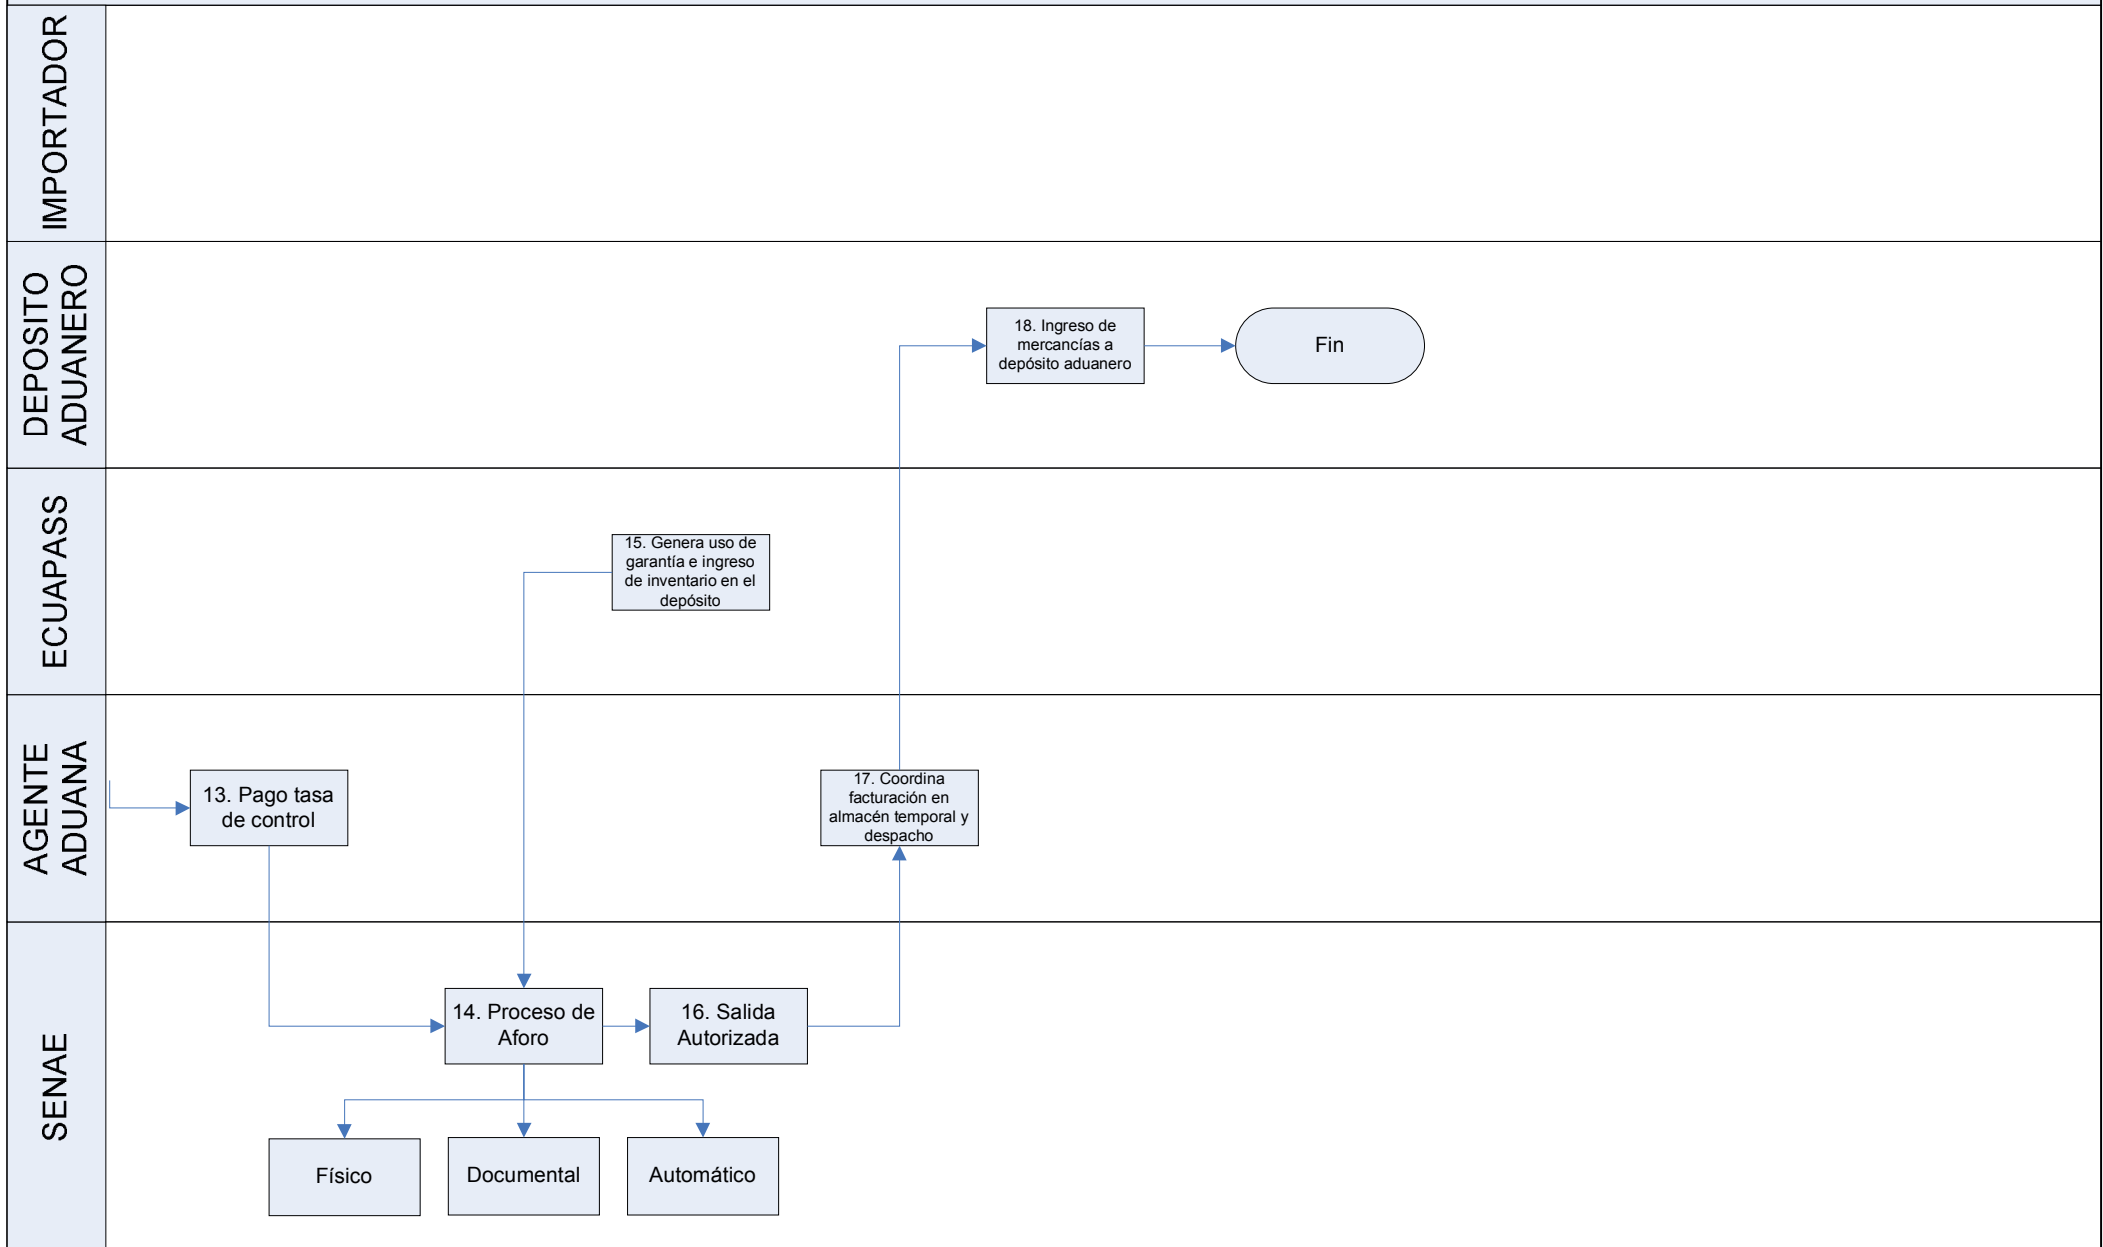 IMPORTADOR
DEPOSITO
ADUANERO
18. Ingreso de
mercancías a
depósito aduanero
Fin
ECUAPASS
15. Genera uso de
garantía e ingreso
de inventario en el
depósito
AGENTE
ADUANA
13. Pago tasa
de control
17. Coordina
facturación en
almacén temporal y
despacho
SENAE
14. Proceso de
Aforo
16. Salida
Autorizada
Físico
Documental
Automático